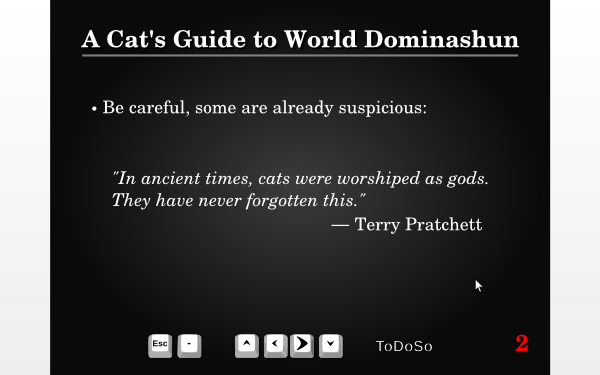 A Cat's Guide to World Dominashun
• Be careful, some are already suspicious:
"In ancient times, cats were worshiped as gods.
They have never forgotten this."
— Terry Pratchett
Esc - ToDoSo 2